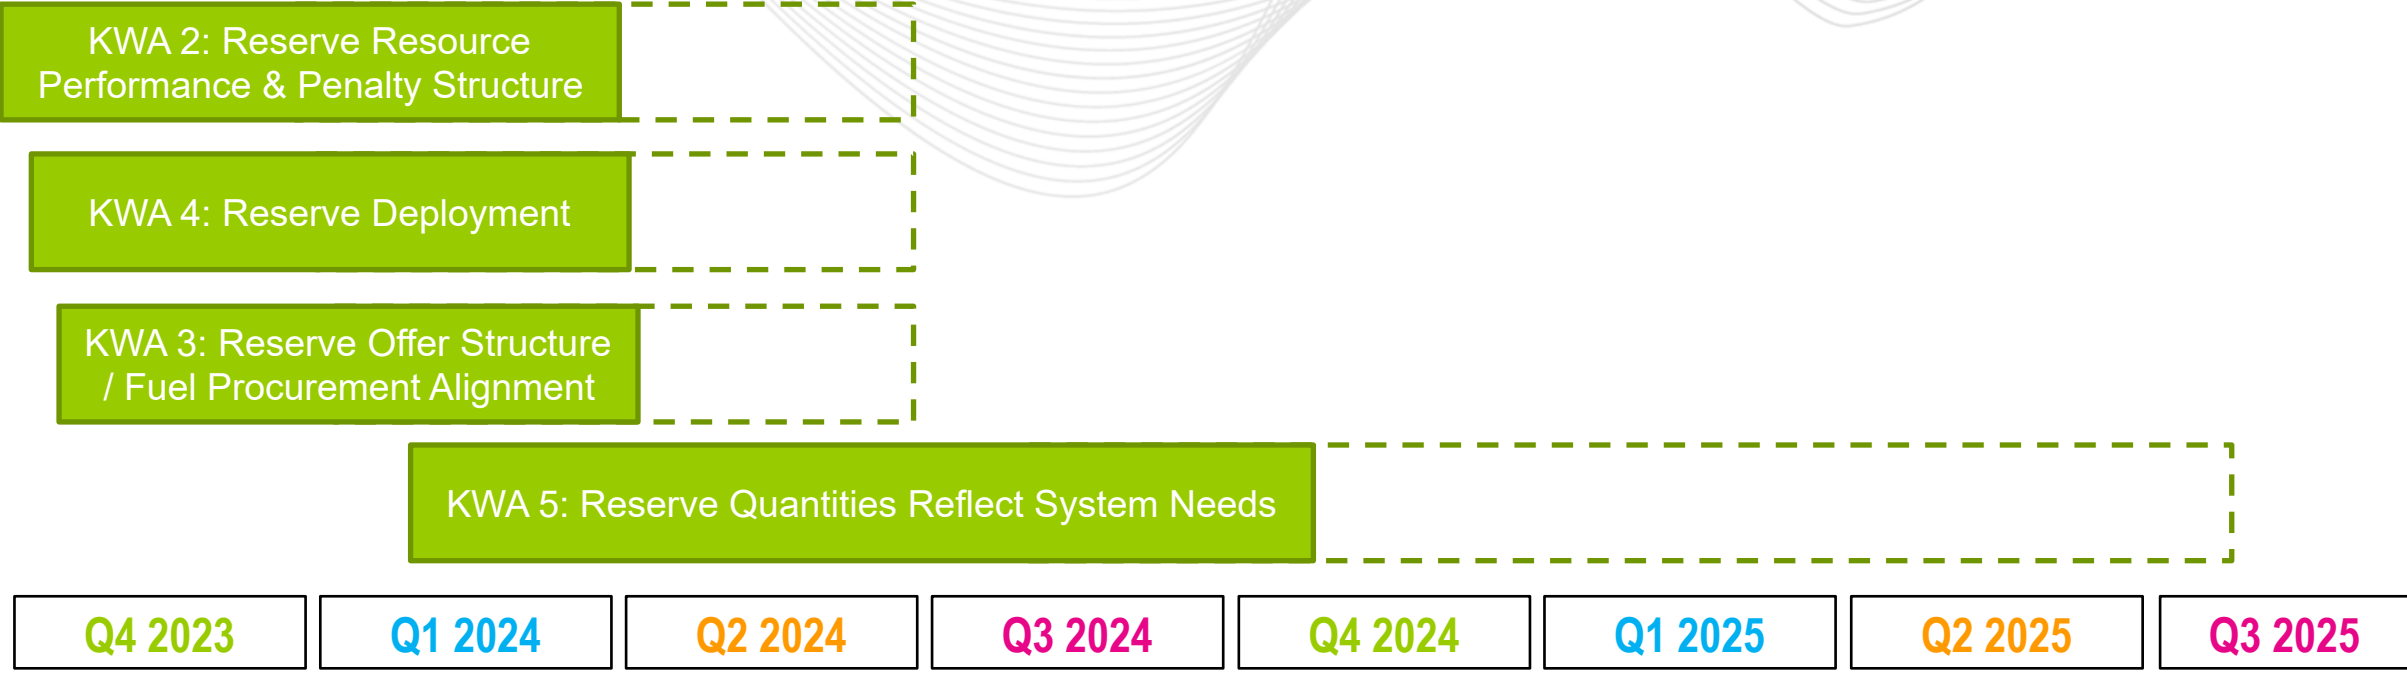 KWA 2: Reserve Resource
Performance & Penalty Structure
KWA 4: Reserve Deployment
KWA 3: Reserve Offer Structure
/ Fuel Procurement Alignment
KWA 5: Reserve Quantities Reflect System Needs
Q4 2023 Q1 2024 Q2 2024 Q3 2024 Q4 2024 Q1 2025 Q2 2025 Q3 2025